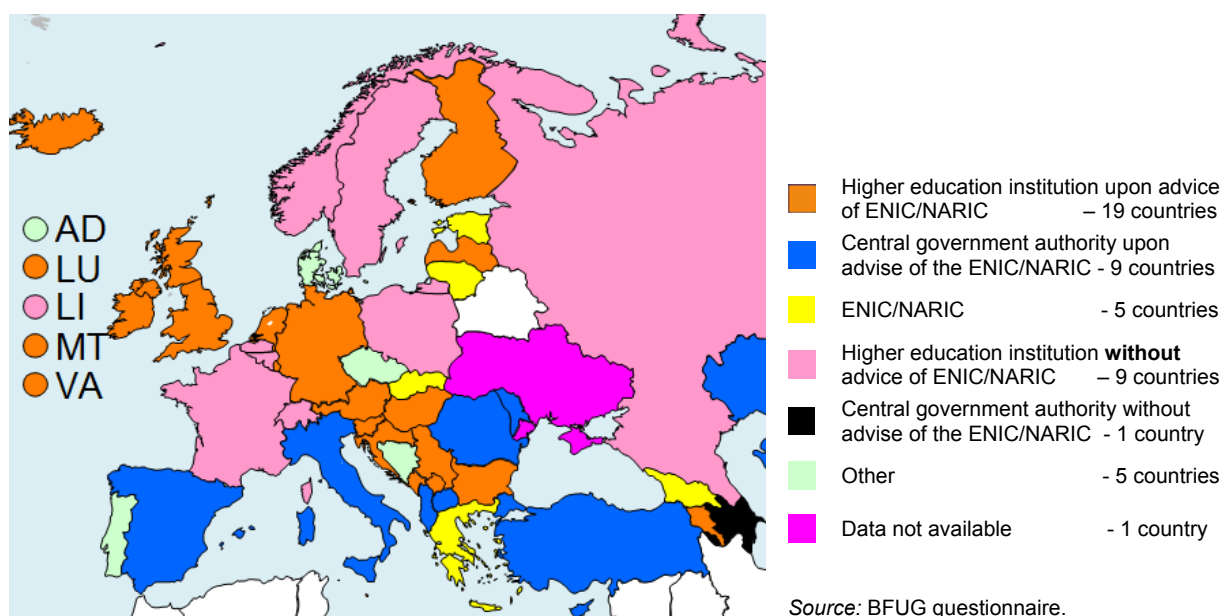 AD
LU
LI
MT
VA
Higher education institution upon advice
of ENIC/NARIC – 19 countries
Central government authority upon
advise of the ENIC/NARIC - 9 countries
ENIC/NARIC - 5 countries
Higher education institution without
advice of ENIC/NARIC – 9 countries
Central government authority without
advise of the ENIC/NARIC - 1 country
Other - 5 countries
Data not available - 1 country
Source: BFUG questionnaire.